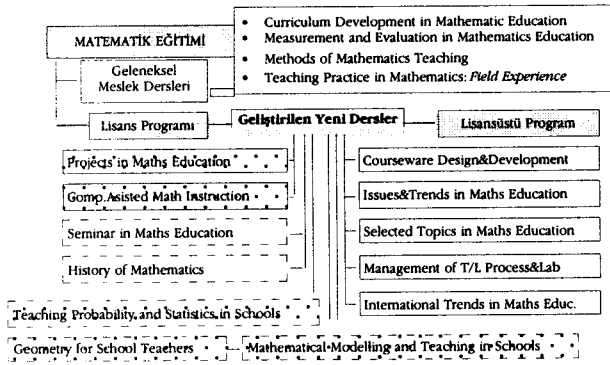 MATEMATİK EĞİTİMİ
• Curriculum Development in Mathematic Education
• Measurement and Evaluation in Mathematics Education
• Methods of Mathematics Teaching
• Teaching Practice in Mathematics: Field Experience
Geleneksel
Meslek Dersleri
Lisans Programı
Geliştirilen Yeni Dersler
Lisansüstü Program
Projects in Maths Education
Gomp.Asisted Math Instruction
Seminar in Maths Education
History of Mathematics
Courseware Design&Development
Issues&Trends in Maths Education
Selected Topics in Maths Education
Management of T/L Process&Lab
International Trends in Maths Educ.
Teaching Probability and Statistics in Schools
Geometry for School Teachers
Mathematical Modelling and Teaching in Schools